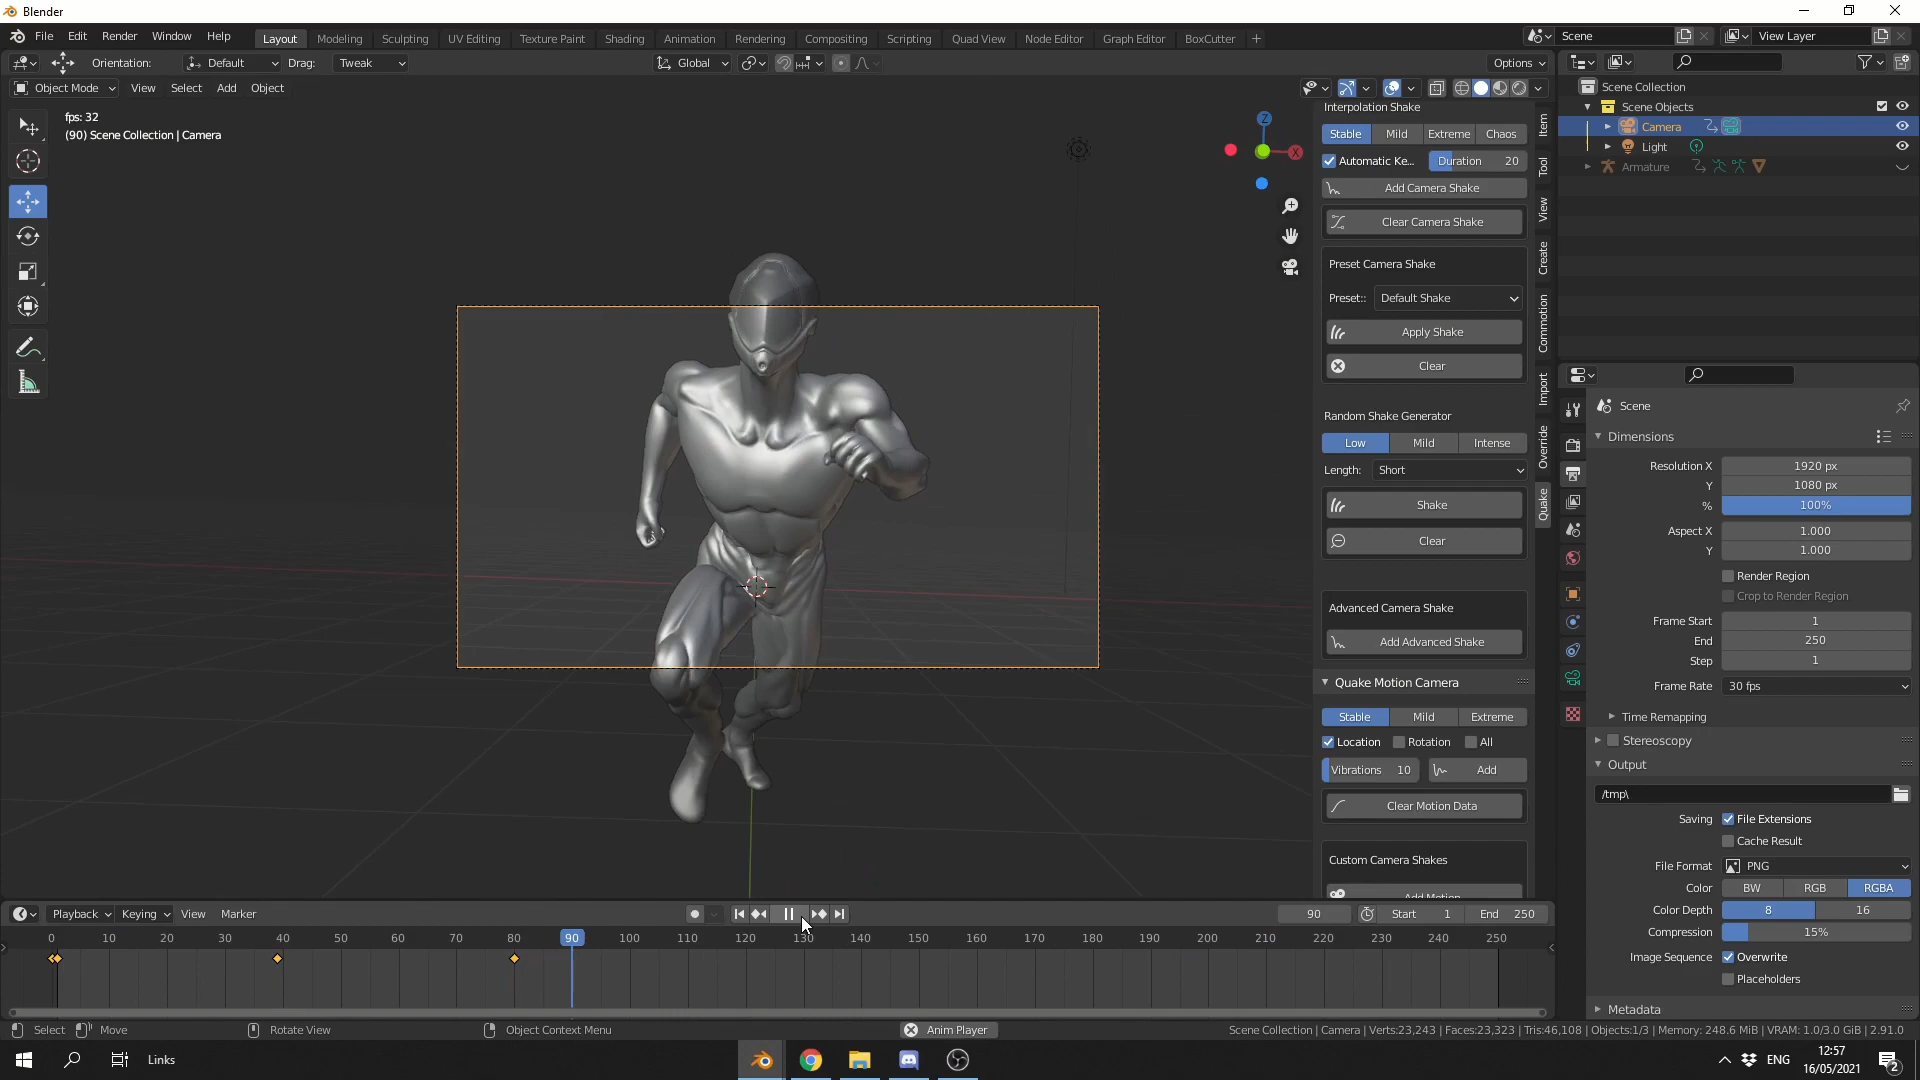 Blender
File Edit Render Window Help
Layout Modeling Sculpting UV Editing Texture Paint Shading Animation Rendering Compositing Scripting Quad View Node Editor Graph Editor BoxCutter +
Scene
View Layer
Orientation: Default Drag: Tweak
Global
Options
Object Mode View Select Add Object
fps: 32
(90) Scene Collection | Camera
Z
X
Interpolation Shake
Stable Mild Extreme Chaos
Automatic Ke... Duration 20
Add Camera Shake
Clear Camera Shake
Preset Camera Shake
Preset:: Default Shake
Apply Shake
Clear
Random Shake Generator
Low Mild Intense
Length: Short
Shake
Clear
Advanced Camera Shake
Add Advanced Shake
Quake Motion Camera
Stable Mild Extreme
Location Rotation All
Vibrations 10 Add
Clear Motion Data
Custom Camera Shakes
Add Motion
Item
Tool
View
Create
Commotion
Import
Override
Quake
Scene Collection
Scene Objects
Camera
Light
Armature
Scene
Dimensions
Resolution X 1920 px
Y 1080 px
% 100%
Aspect X 1.000
Y 1.000
Render Region
Crop to Render Region
Frame Start 1
End 250
Step 1
Frame Rate 30 fps
Time Remapping
Stereoscopy
Output
/tmp\
Saving File Extensions
Cache Result
File Format PNG
Color BW RGB RGBA
Color Depth 8 16
Compression 15%
Image Sequence Overwrite
Placeholders
Metadata
Playback Keying View Marker
90 Start 1 End 250
0 10 20 30 40 50 60 70 80 90 100 110 120 130 140 150 160 170 180 190 200 210 220 230 240 250
Select Move Rotate View Object Context Menu Anim Player
Scene Collection | Camera | Verts:23,243 | Faces:23,323 | Tris:46,108 | Objects:1/3 | Memory: 248.6 MiB | VRAM: 1.0/3.0 GiB | 2.91.0
Links
ENG
12:57
16/05/2021
2